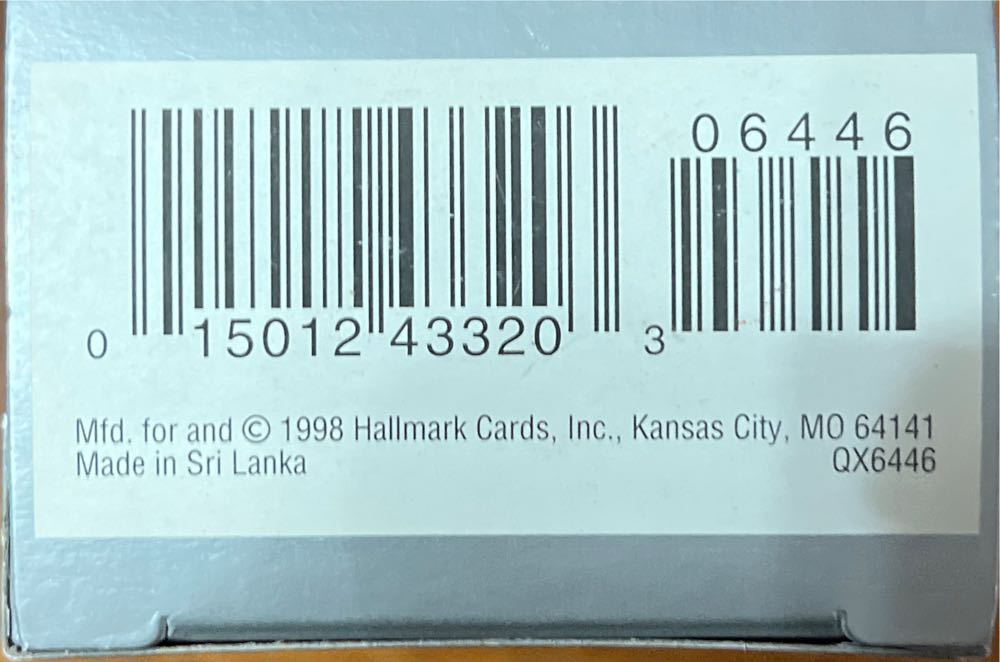 06446
0 15012 43320 3
Mfd. for and © 1998 Hallmark Cards, Inc., Kansas City, MO 64141
Made in Sri Lanka QX6446